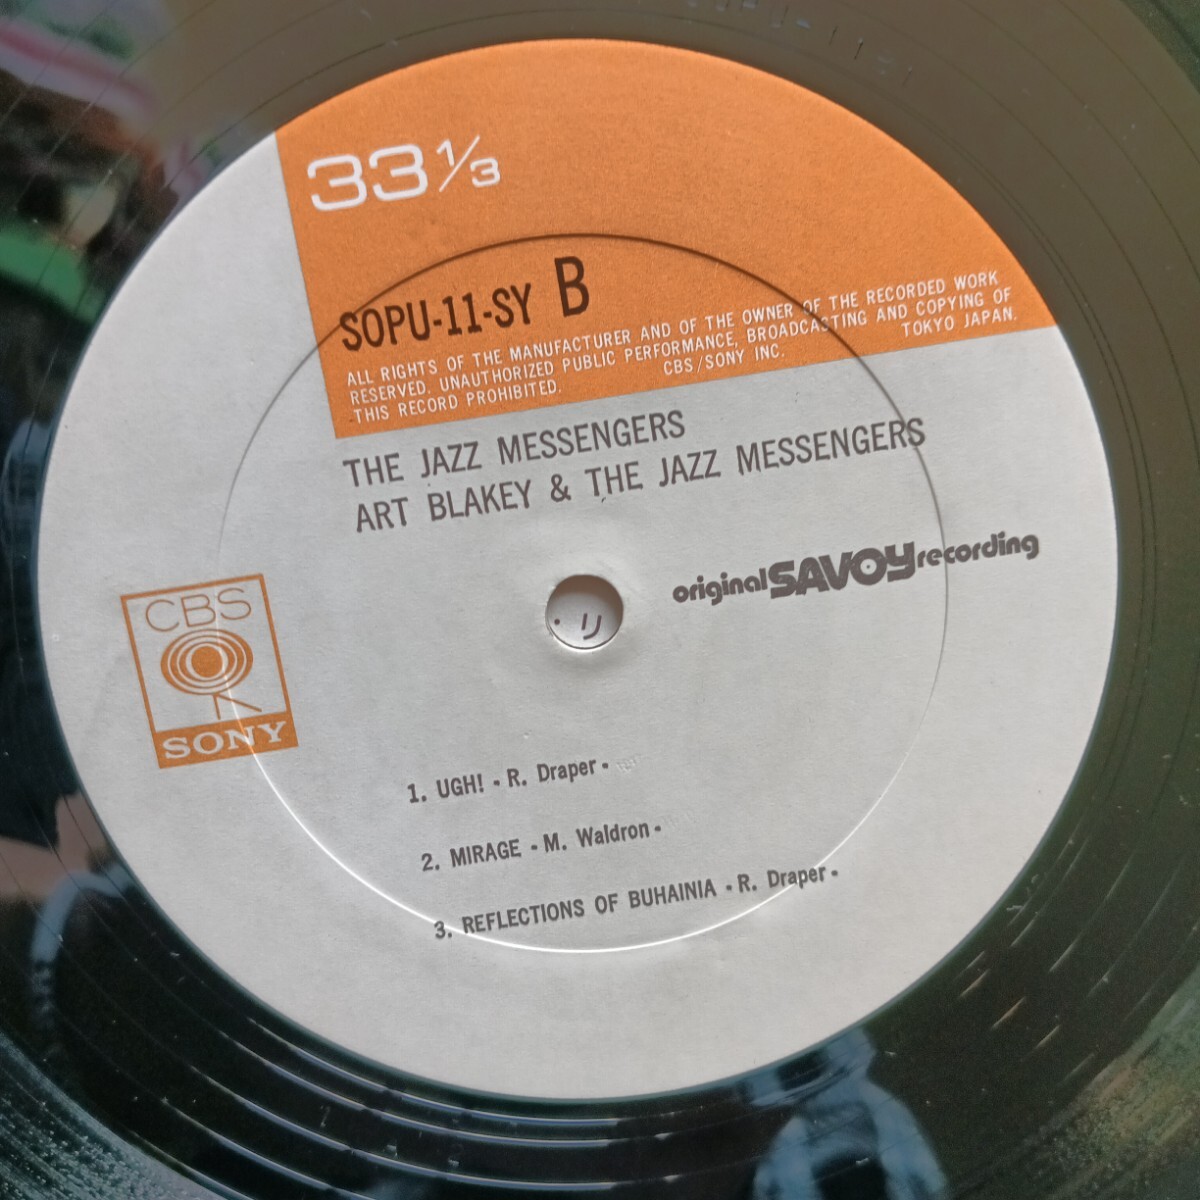 33 1/3
SOPU-11-SY B
ALL RIGHTS OF THE MANUFACTURER AND OF THE OWNER OF THE RECORDED WORK
RESERVED. UNAUTHORIZED PUBLIC PERFORMANCE, BROADCASTING AND COPYING OF
THIS RECORD PROHIBITED. CBS/SONY INC. TOKYO JAPAN.
THE JAZZ MESSENGERS
ART BLAKEY & THE JAZZ MESSENGERS
original SAVOY recording
CBS
SONY
リ
1. UGH! - R. Draper -
2. MIRAGE - M. Waldron -
3. REFLECTIONS OF BUHAINIA - R. Draper -